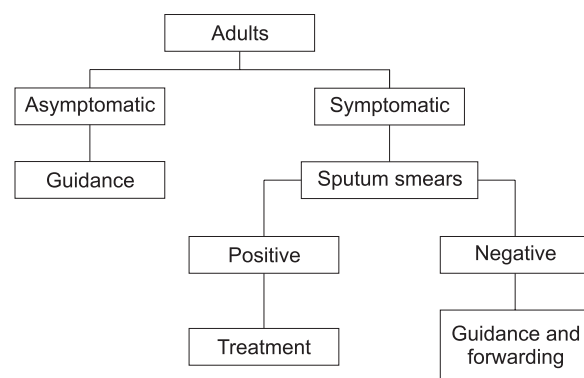 Adults
Asymptomatic
Symptomatic
Guidance
Sputum smears
Positive
Negative
Treatment
Guidance and
forwarding